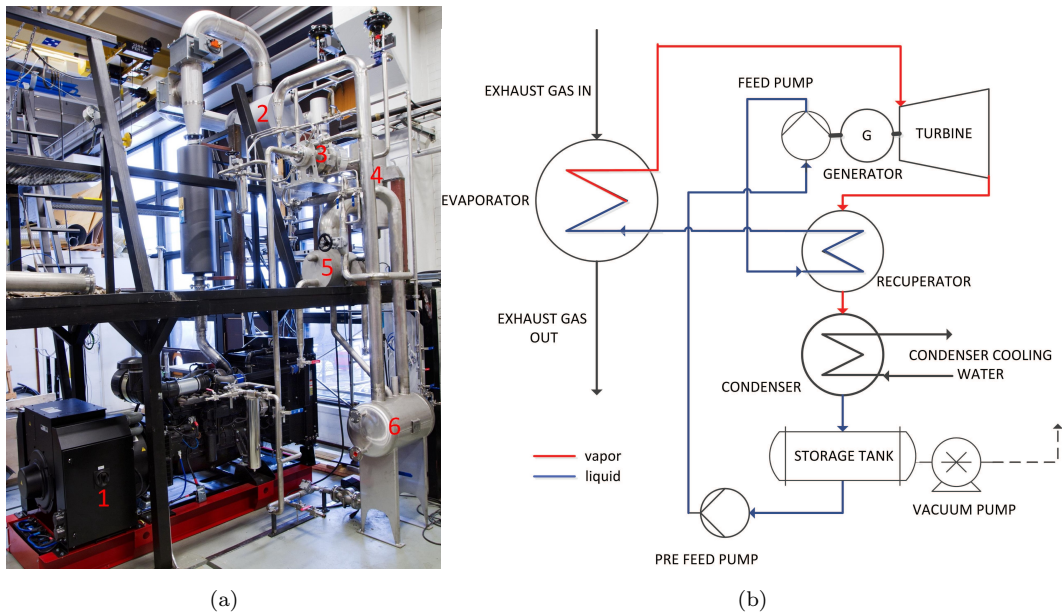 1
2
3
4
5
6
(a)
EXHAUST GAS IN
EVAPORATOR
EXHAUST GAS
OUT
FEED PUMP
G
GENERATOR
TURBINE
RECUPERATOR
CONDENSER
CONDENSER COOLING
WATER
STORAGE TANK
VACUUM PUMP
PRE FEED PUMP
vapor
liquid
(b)